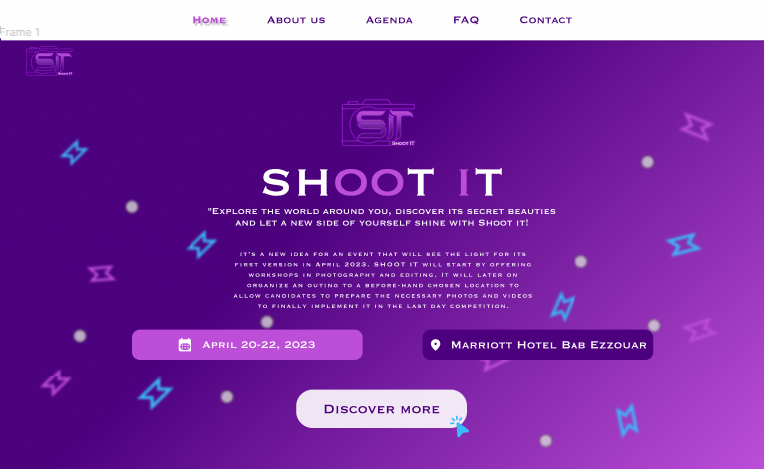 Home About us Agenda FAQ Contact
Frame 1
SIT
Shoot IT
SIT
Shoot IT
SHOOT IT
"Explore the world around you, discover its secret beauties
and let a new side of yourself shine with Shoot it!
it's a new idea for an event that will see the light for its
first version in April 2023. SHOOT IT will start by offering
workshops in photography and editing. It will later on
organize an outing to a before-hand chosen location to
allow candidates to prepare the necessary photos and videos
to finally implement it in the last day competition.
April 20-22, 2023
Marriott Hotel Bab Ezzouar
Discover more